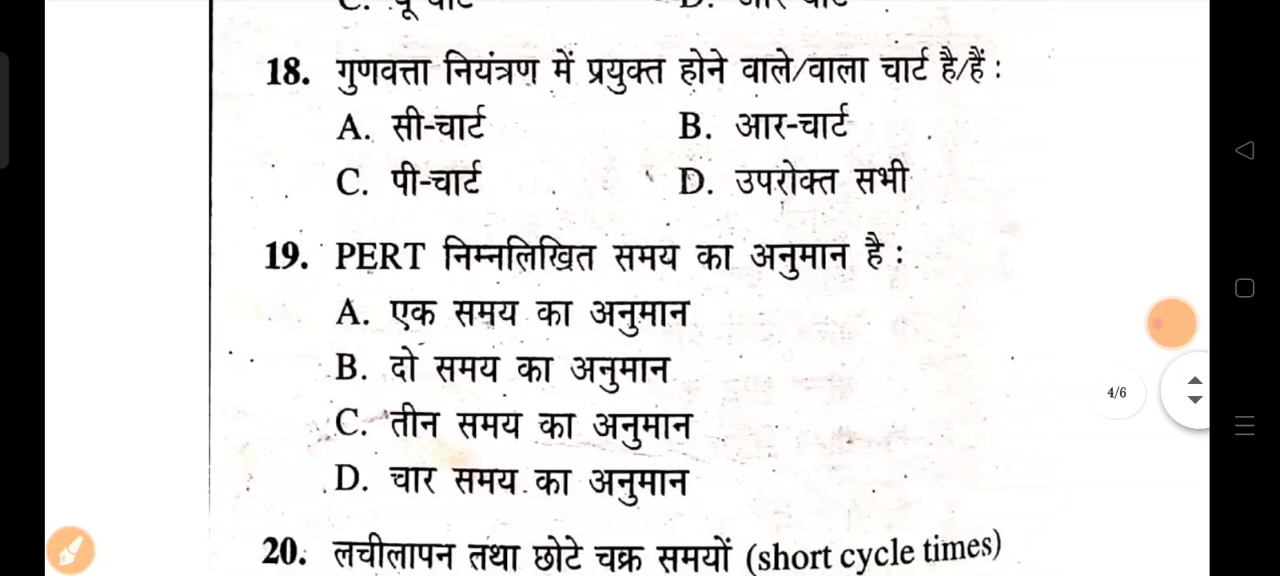 18. गुणवत्ता नियंत्रण में प्रयुक्त होने वाले/वाला चार्ट है/हैं :
A. सी-चार्ट B. आर-चार्ट
C. पी-चार्ट D. उपरोक्त सभी
19. PERT निम्नलिखित समय का अनुमान है :
A. एक समय का अनुमान
B. दो समय का अनुमान
C. तीन समय का अनुमान
4/6
D. चार समय का अनुमान
20. लचीलापन तथा छोटे चक्र समयों (short cycle times)